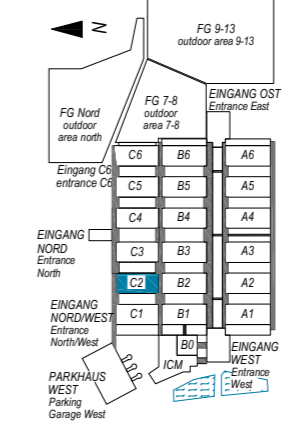 N
FG 9-13
outdoor area 9-13
FG Nord
outdoor
area north
FG 7-8
outdoor
area 7-8
EINGANG OST
Entrance East
Eingang C6
entrance C6
C6
B6
A6
C5
B5
A5
C4
B4
A4
EINGANG
NORD
Entrance
North
C3
B3
A3
C2
B2
A2
EINGANG
NORD/WEST
Entrance
North/West
C1
B1
A1
B0
ICM
EINGANG
WEST
Entrance
West
PARKHAUS
WEST
Parking
Garage West